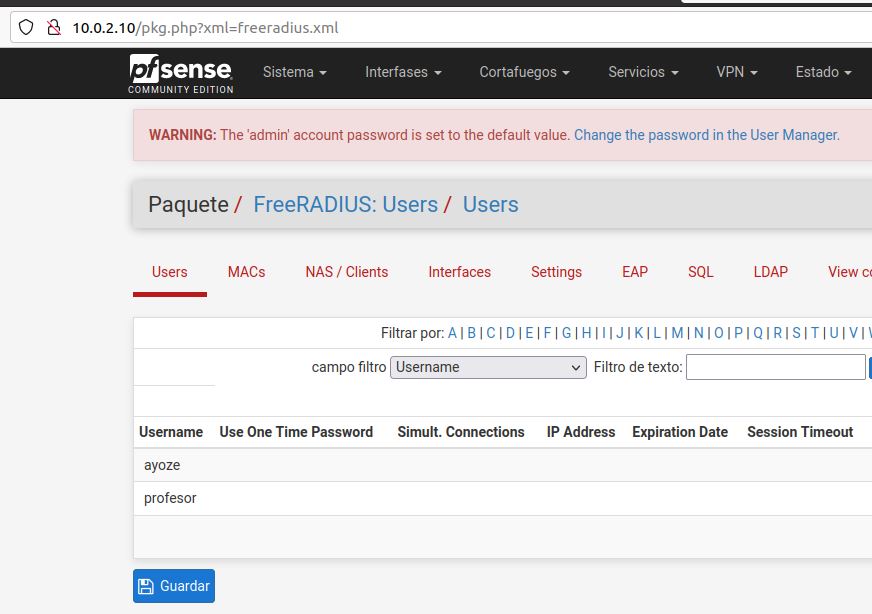 10.0.2.10/pkg.php?xml=freeradius.xml
pfsense
COMMUNITY EDITION
Sistema Interfases Cortafuegos Servicios VPN Estado
WARNING: The 'admin' account password is set to the default value. Change the password in the User Manager.
Paquete / FreeRADIUS: Users / Users
Users MACs NAS / Clients Interfaces Settings EAP SQL LDAP View
Filtrar por: A | B | C | D | E | F | G | H | I | J | K | L | M | N | O | P | Q | R | S | T | U | V |
campo filtro Username Filtro de texto:
Username Use One Time Password Simult. Connections IP Address Expiration Date Session Timeout
ayoze
profesor
Guardar